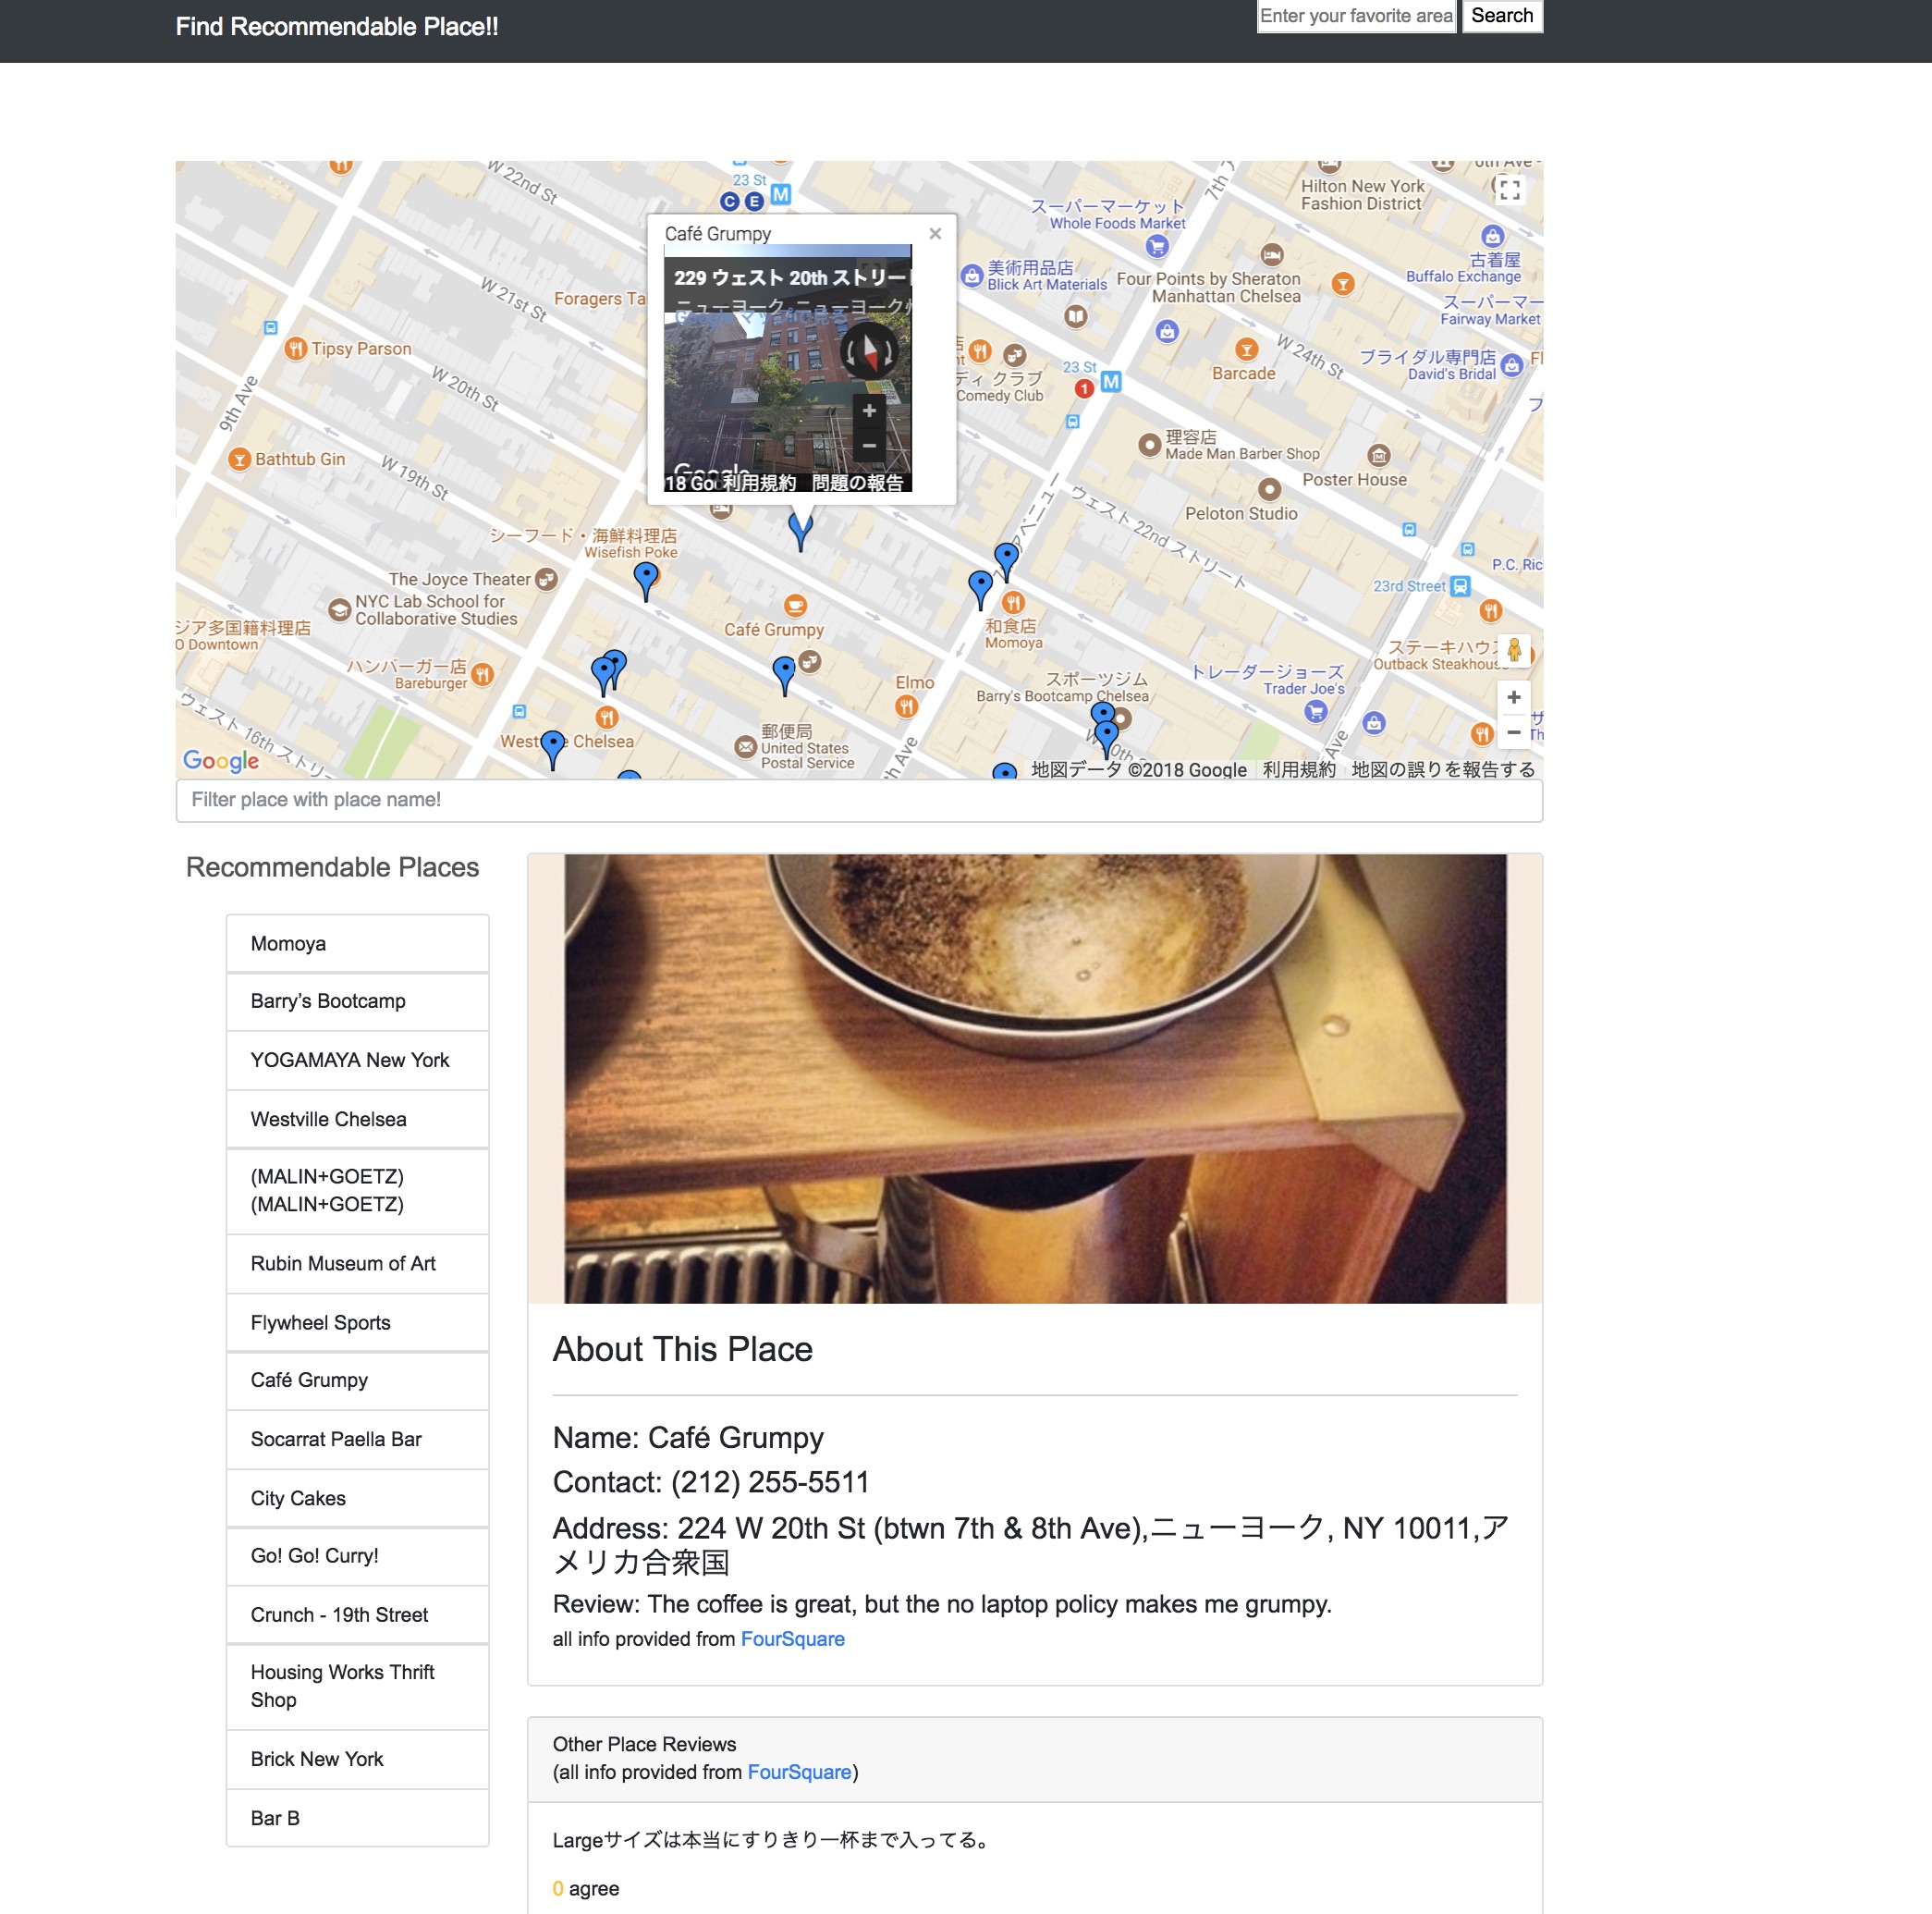 Find Recommendable Place!!
Enter your favorite area
Search
W 22nd St
23 St
C E M
7th
Hilton New York
Fashion District
スーパーマーケット
Whole Foods Market
Café Grumpy
229 ウェスト 20th ストリー
ニューヨーク, ニューヨーク
Google マップで見る
Google
18 Goo
利用規約
問題の報告
美術用品店
Blick Art Materials
Four Points by Sheraton
Manhattan Chelsea
古着屋
Buffalo Exchange
スーパーマー
Fairway Market
W 21st St
Foragers Ta
Tipsy Parson
W 20th St
9th Ave
ディ クラブ
Comedy Club
23 St
1 M
Barcade
W 24th St
ブライダル専門店
David's Bridal
Bathtub Gin
W 19th St
理容店
Made Man Barber Shop
Poster House
Peloton Studio
ウェスト 22nd ストリート
シーフード・海鮮料理店
Wisefish Poke
The Joyce Theater
NYC Lab School for
Collaborative Studies
Café Grumpy
和食店
Momoya
23rd Street
P.C. Ric
ジア多国籍料理店
O Downtown
ハンバーガー店
Bareburger
Elmo
スポーツジム
Barry's Bootcamp Chelsea
トレーダージョーズ
Trader Joe's
ステーキハウス
Outback Steakhous
ウェスト 16th ストリ
Chelsea
郵便局
United States
Postal Service
Google
地図データ ©2018 Google
利用規約
地図の誤りを報告する
Filter place with place name!
Recommendable Places
Momoya
Barry’s Bootcamp
YOGAMAYA New York
Westville Chelsea
(MALIN+GOETZ)
(MALIN+GOETZ)
Rubin Museum of Art
Flywheel Sports
Café Grumpy
Socarrat Paella Bar
City Cakes
Go! Go! Curry!
Crunch - 19th Street
Housing Works Thrift
Shop
Brick New York
Bar B
About This Place
Name: Café Grumpy
Contact: (212) 255-5511
Address: 224 W 20th St (btwn 7th & 8th Ave),ニューヨーク, NY 10011,ア
メリカ合衆国
Review: The coffee is great, but the no laptop policy makes me grumpy.
all info provided from FourSquare
Other Place Reviews
(all info provided from FourSquare)
Largeサイズは本当にすりきり一杯まで入ってる。
0 agree